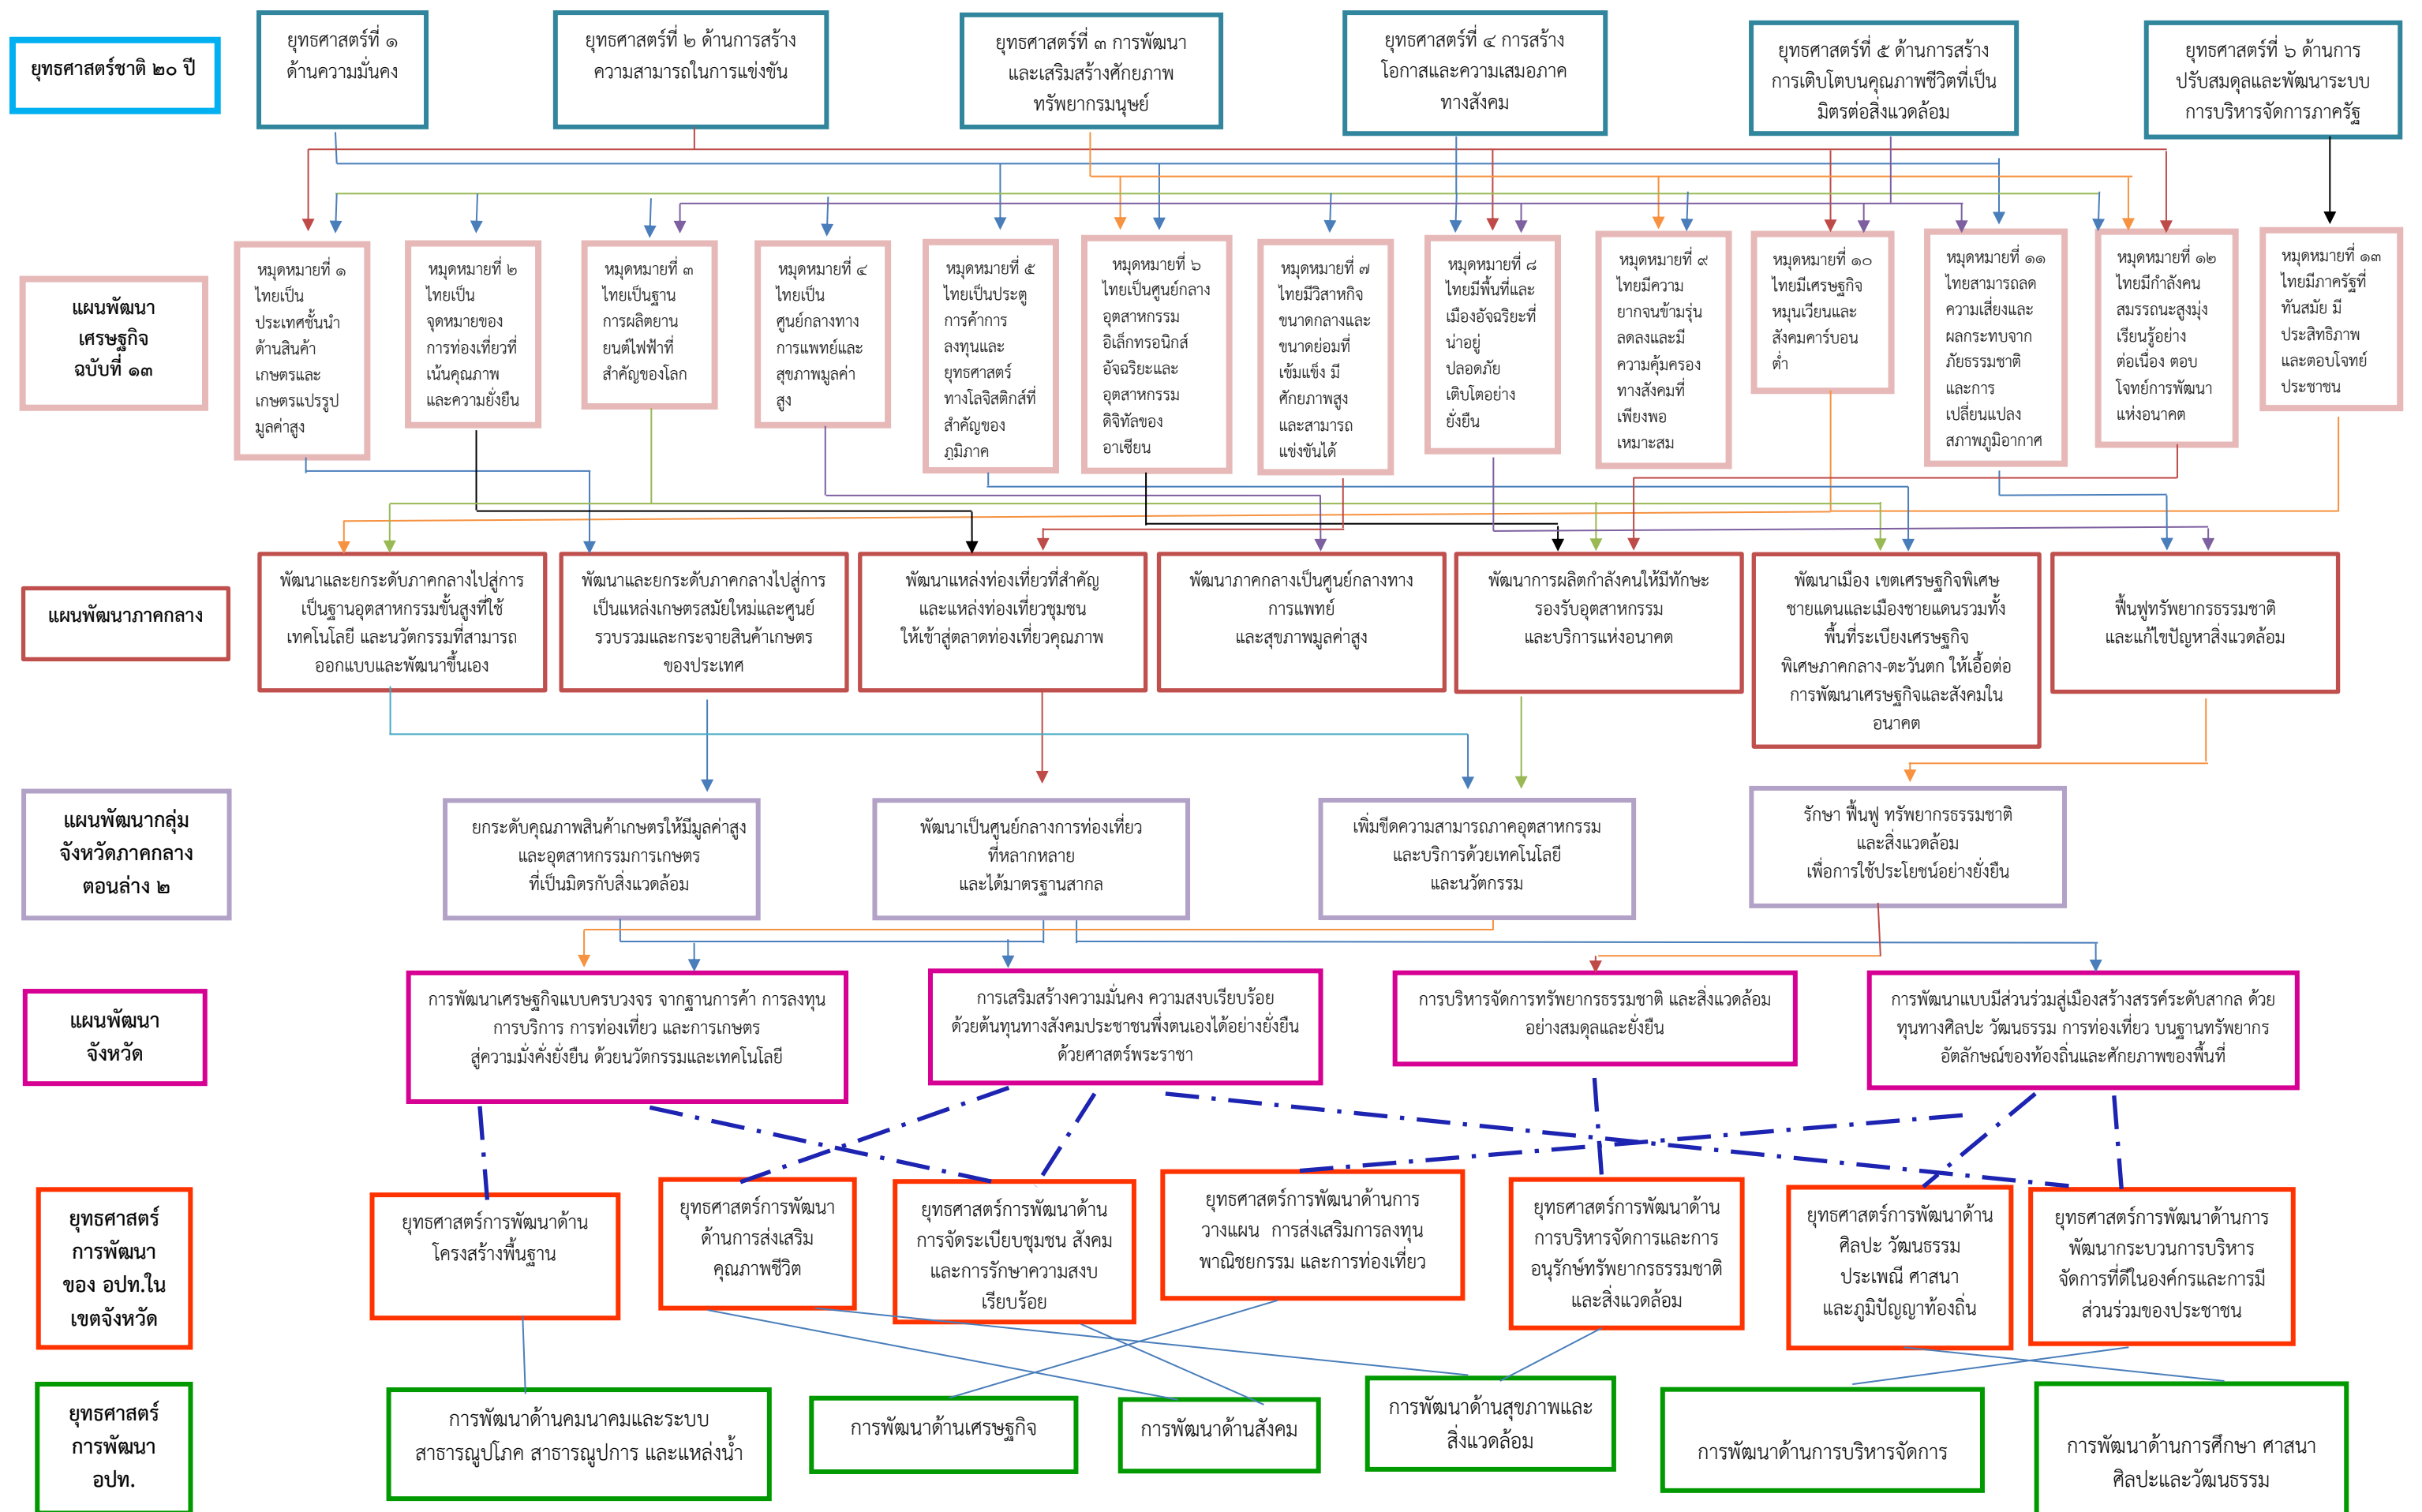 ยุทธศาสตร์ชาติ ๒๐ ปี
ยุทธศาสตร์ที่ ๑
ด้านความมั่นคง
ยุทธศาสตร์ที่ ๒ ด้านการสร้าง
ความสามารถในการแข่งขัน
ยุทธศาสตร์ที่ ๓ การพัฒนา
และเสริมสร้างศักยภาพ
ทรัพยากรมนุษย์
ยุทธศาสตร์ที่ ๔ การสร้าง
โอกาสและความเสมอภาค
ทางสังคม
ยุทธศาสตร์ที่ ๕ ด้านการสร้าง
การเติบโตบนคุณภาพชีวิตที่เป็น
มิตรต่อสิ่งแวดล้อม
ยุทธศาสตร์ที่ ๖ ด้านการ
ปรับสมดุลและพัฒนาระบบ
การบริหารจัดการภาครัฐ
แผนพัฒนา
เศรษฐกิจ
ฉบับที่ ๑๓
หมุดหมายที่ ๑
ไทยเป็น
ประเทศชั้นนำ
ด้านสินค้า
เกษตรและ
เกษตรแปรรูป
มูลค่าสูง
หมุดหมายที่ ๒
ไทยเป็น
จุดหมายของ
การท่องเที่ยวที่
เน้นคุณภาพ
และความยั่งยืน
หมุดหมายที่ ๓
ไทยเป็นฐาน
การผลิตยาน
ยนต์ไฟฟ้าที่
สำคัญของโลก
หมุดหมายที่ ๔
ไทยเป็น
ศูนย์กลางทาง
การแพทย์และ
สุขภาพมูลค่า
สูง
หมุดหมายที่ ๕
ไทยเป็นประตู
การค้าการ
ลงทุนและ
ยุทธศาสตร์
ทางโลจิสติกส์ที่
สำคัญของ
ภูมิภาค
หมุดหมายที่ ๖
ไทยเป็นศูนย์กลาง
อุตสาหกรรม
อิเล็กทรอนิกส์
อัจฉริยะและ
อุตสาหกรรม
ดิจิทัลของ
อาเซียน
หมุดหมายที่ ๗
ไทยมีวิสาหกิจ
ขนาดกลางและ
ขนาดย่อมที่
เข้มแข็ง มี
ศักยภาพสูง
และสามารถ
แข่งขันได้
หมุดหมายที่ ๘
ไทยมีพื้นที่และ
เมืองอัจฉริยะที่
น่าอยู่
ปลอดภัย
เติบโตอย่าง
ยั่งยืน
หมุดหมายที่ ๙
ไทยมีความ
ยากจนข้ามรุ่น
ลดลงและมี
ความคุ้มครอง
ทางสังคมที่
เพียงพอ
เหมาะสม
หมุดหมายที่ ๑๐
ไทยมีเศรษฐกิจ
หมุนเวียนและ
สังคมคาร์บอน
ต่ำ
หมุดหมายที่ ๑๑
ไทยสามารถลด
ความเสี่ยงและ
ผลกระทบจาก
ภัยธรรมชาติ
และการ
เปลี่ยนแปลง
สภาพภูมิอากาศ
หมุดหมายที่ ๑๒
ไทยมีกำลังคน
สมรรถนะสูงมุ่ง
เรียนรู้อย่าง
ต่อเนื่อง ตอบ
โจทย์การพัฒนา
แห่งอนาคต
หมุดหมายที่ ๑๓
ไทยมีภาครัฐที่
ทันสมัย มี
ประสิทธิภาพ
และตอบโจทย์
ประชาชน
แผนพัฒนาภาคกลาง
พัฒนาและยกระดับภาคกลางไปสู่การ
เป็นฐานอุตสาหกรรมขั้นสูงที่ใช้
เทคโนโลยี และนวัตกรรมที่สามารถ
ออกแบบและพัฒนาขึ้นเอง
พัฒนาและยกระดับภาคกลางไปสู่การ
เป็นแหล่งเกษตรสมัยใหม่และศูนย์
รวบรวมและกระจายสินค้าเกษตร
ของประเทศ
พัฒนาแหล่งท่องเที่ยวที่สำคัญ
และแหล่งท่องเที่ยวชุมชน
ให้เข้าสู่ตลาดท่องเที่ยวคุณภาพ
พัฒนาภาคกลางเป็นศูนย์กลางทาง
การแพทย์
และสุขภาพมูลค่าสูง
พัฒนาการผลิตกำลังคนให้มีทักษะ
รองรับอุตสาหกรรม
และบริการแห่งอนาคต
พัฒนาเมือง เขตเศรษฐกิจพิเศษ
ชายแดนและเมืองชายแดนรวมทั้ง
พื้นที่ระเบียงเศรษฐกิจ
พิเศษภาคกลาง-ตะวันตก ให้เอื้อต่อ
การพัฒนาเศรษฐกิจและสังคมใน
อนาคต
ฟื้นฟูทรัพยากรธรรมชาติ
และแก้ไขปัญหาสิ่งแวดล้อม
แผนพัฒนากลุ่ม
จังหวัดภาคกลาง
ตอนล่าง ๒
ยกระดับคุณภาพสินค้าเกษตรให้มีมูลค่าสูง
และอุตสาหกรรมการเกษตร
ที่เป็นมิตรกับสิ่งแวดล้อม
พัฒนาเป็นศูนย์กลางการท่องเที่ยว
ที่หลากหลาย
และได้มาตรฐานสากล
เพิ่มขีดความสามารถภาคอุตสาหกรรม
และบริการด้วยเทคโนโลยี
และนวัตกรรม
รักษา ฟื้นฟู ทรัพยากรธรรมชาติ
และสิ่งแวดล้อม
เพื่อการใช้ประโยชน์อย่างยั่งยืน
แผนพัฒนา
จังหวัด
การพัฒนาเศรษฐกิจแบบครบวงจร จากฐานการค้า การลงทุน
การบริการ การท่องเที่ยว และการเกษตร
สู่ความมั่งคั่งยั่งยืน ด้วยนวัตกรรมและเทคโนโลยี
การเสริมสร้างความมั่นคง ความสงบเรียบร้อย
ด้วยต้นทุนทางสังคมประชาชนพึ่งตนเองได้อย่างยั่งยืน
ด้วยศาสตร์พระราชา
การบริหารจัดการทรัพยากรธรรมชาติ และสิ่งแวดล้อม
อย่างสมดุลและยั่งยืน
การพัฒนาแบบมีส่วนร่วมสู่เมืองสร้างสรรค์ระดับสากล ด้วย
ทุนทางศิลปะ วัฒนธรรม การท่องเที่ยว บนฐานทรัพยากร
อัตลักษณ์ของท้องถิ่นและศักยภาพของพื้นที่
ยุทธศาสตร์
การพัฒนา
ของ อปท.ใน
เขตจังหวัด
ยุทธศาสตร์การพัฒนาด้าน
โครงสร้างพื้นฐาน
ยุทธศาสตร์การพัฒนา
ด้านการส่งเสริม
คุณภาพชีวิต
ยุทธศาสตร์การพัฒนาด้าน
การจัดระเบียบชุมชน สังคม
และการรักษาความสงบ
เรียบร้อย
ยุทธศาสตร์การพัฒนาด้านการ
วางแผน การส่งเสริมการลงทุน
พาณิชยกรรม และการท่องเที่ยว
ยุทธศาสตร์การพัฒนาด้าน
การบริหารจัดการและการ
อนุรักษ์ทรัพยากรธรรมชาติ
และสิ่งแวดล้อม
ยุทธศาสตร์การพัฒนาด้าน
ศิลปะ วัฒนธรรม
ประเพณี ศาสนา
และภูมิปัญญาท้องถิ่น
ยุทธศาสตร์การพัฒนาด้านการ
พัฒนากระบวนการบริหาร
จัดการที่ดีในองค์กรและการมี
ส่วนร่วมของประชาชน
ยุทธศาสตร์
การพัฒนา
อปท.
การพัฒนาด้านคมนาคมและระบบ
สาธารณูปโภค สาธารณูปการ และแหล่งน้ำ
การพัฒนาด้านเศรษฐกิจ
การพัฒนาด้านสังคม
การพัฒนาด้านสุขภาพและ
สิ่งแวดล้อม
การพัฒนาด้านการบริหารจัดการ
การพัฒนาด้านการศึกษา ศาสนา
ศิลปะและวัฒนธรรม